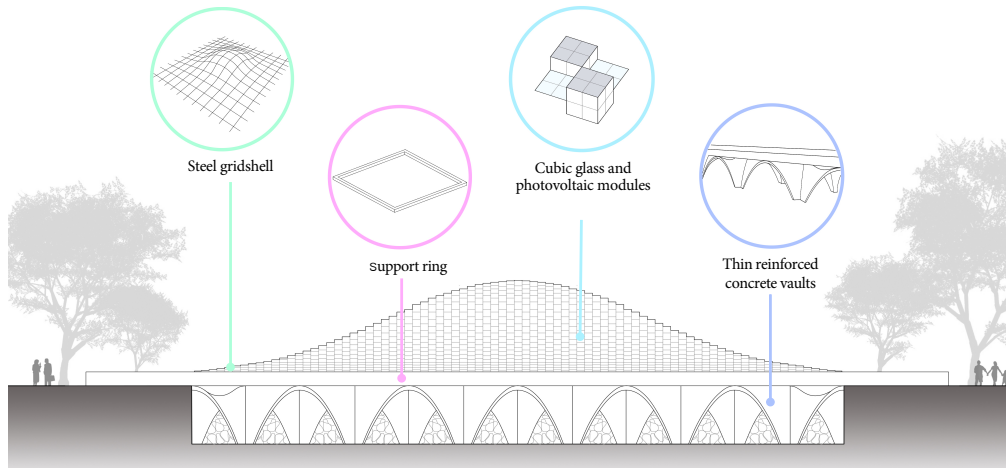 Steel gridshell
Support ring
Cubic glass and
photovoltaic modules
Thin reinforced
concrete vaults